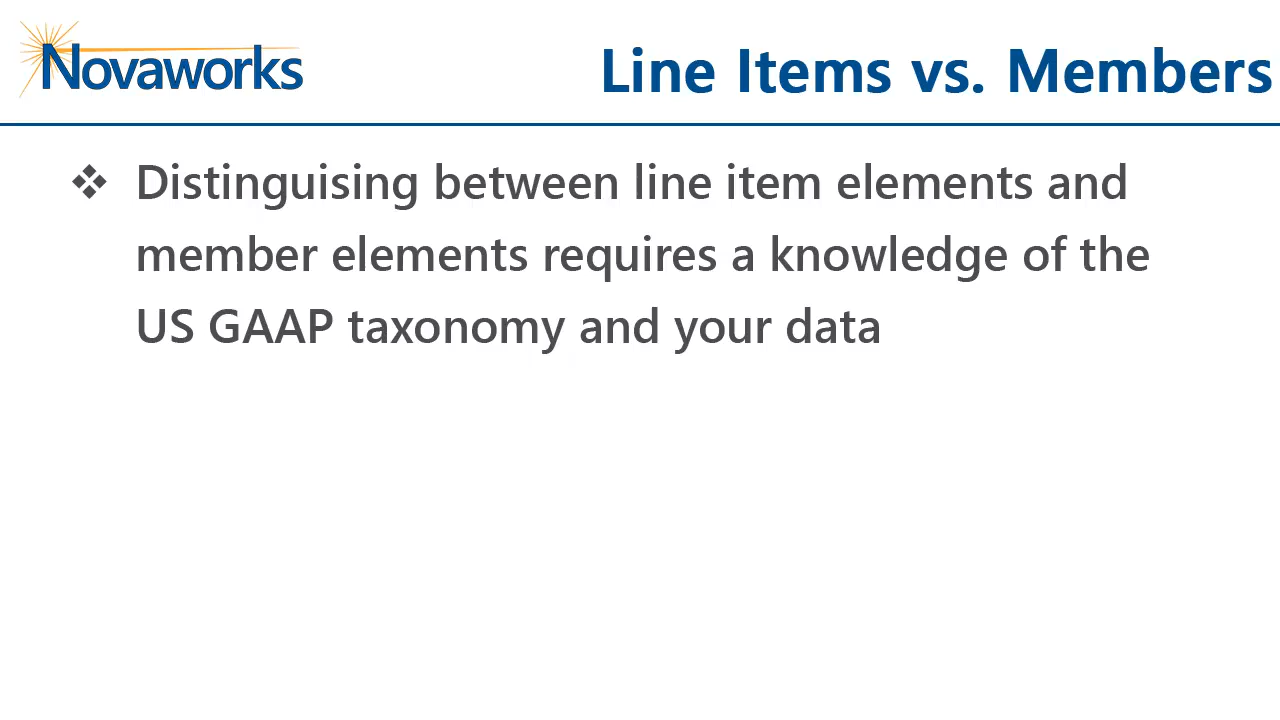 Novaworks
Line Items vs. Members
❖ Distinguising between line item elements and
member elements requires a knowledge of the
US GAAP taxonomy and your data